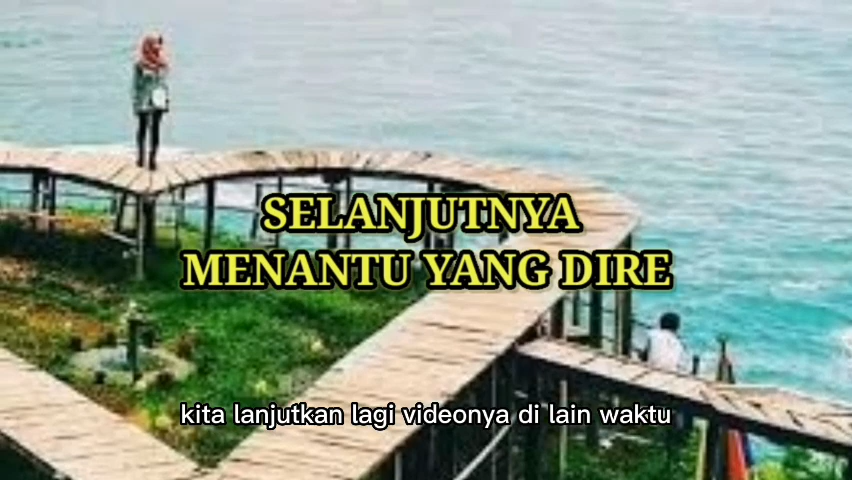 SELANJUTNYA
MENANTU YANG DIRE
kita lanjutkan lagi videonya di lain waktu